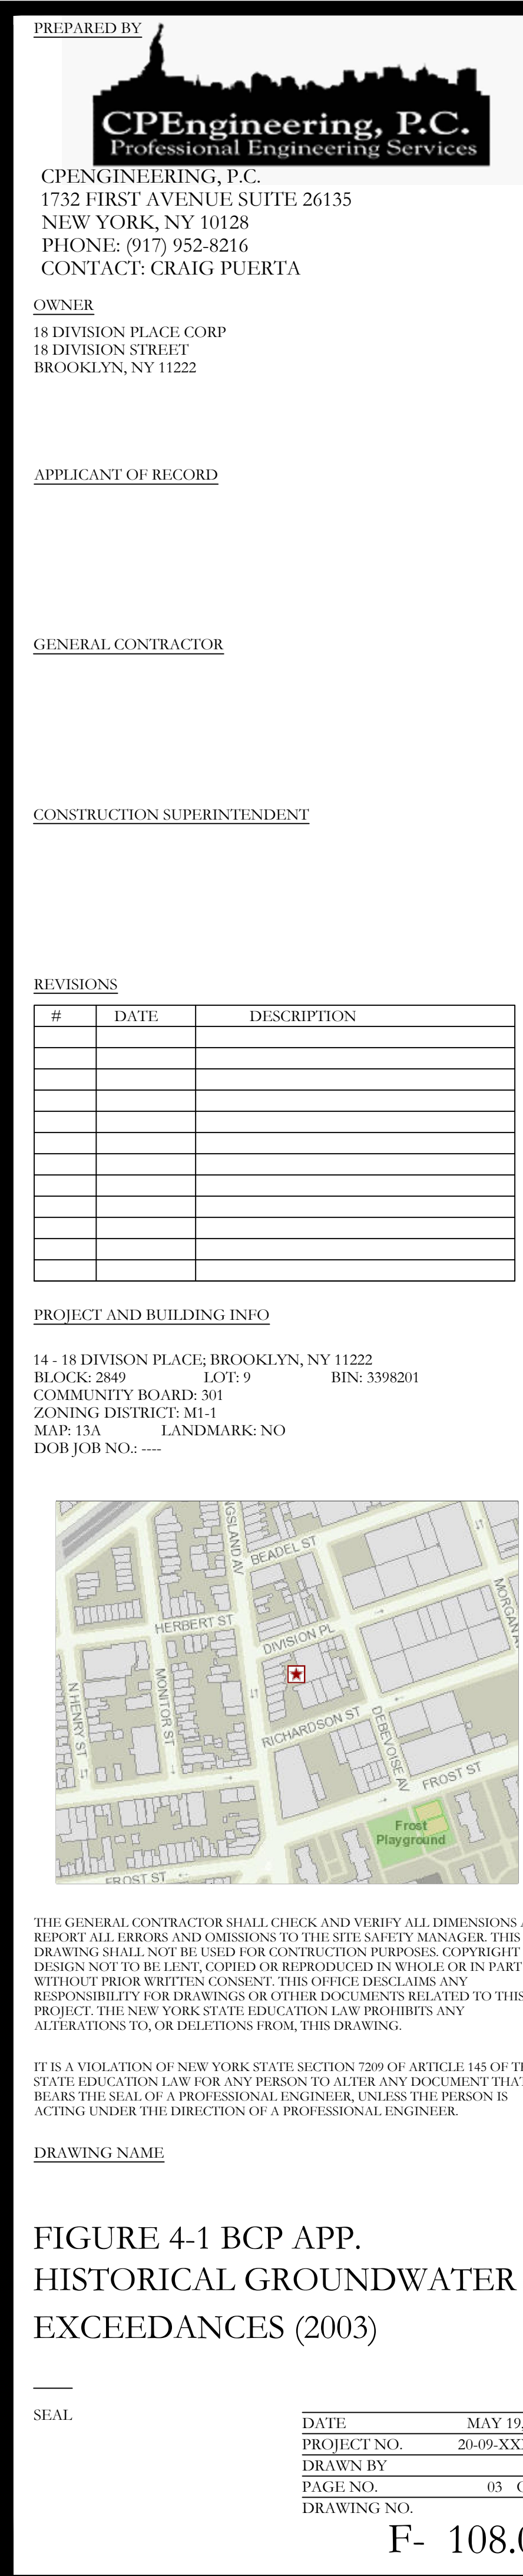 PREPARED BY
CPEngineering, P.C.
Professional Engineering Services
CPENGINEERING, P.C.
1732 FIRST AVENUE SUITE 26135
NEW YORK, NY 10128
PHONE: (917) 952-8216
CONTACT: CRAIG PUERTA
OWNER
18 DIVISION PLACE CORP
18 DIVISION STREET
BROOKLYN, NY 11222
APPLICANT OF RECORD
GENERAL CONTRACTOR
CONSTRUCTION SUPERINTENDENT
REVISIONS
# DATE DESCRIPTION
PROJECT AND BUILDING INFO
14 - 18 DIVISON PLACE; BROOKLYN, NY 11222
BLOCK: 2849 LOT: 9 BIN: 3398201
COMMUNITY BOARD: 301
ZONING DISTRICT: M1-1
MAP: 13A LANDMARK: NO
DOB JOB NO.: ----
NGSLAND AV
BEADEL ST
HERBERT ST
DIVISION PL
MORGAN A
N HENRY ST
MONITOR ST
RICHARDSON ST
DEBEVOISE AV
FROST ST
Frost
Playground
FROST ST
THE GENERAL CONTRACTOR SHALL CHECK AND VERIFY ALL DIMENSIONS A
REPORT ALL ERRORS AND OMISSIONS TO THE SITE SAFETY MANAGER. THIS
DRAWING SHALL NOT BE USED FOR CONTRUCTION PURPOSES. COPYRIGHT
DESIGN NOT TO BE LENT, COPIED OR REPRODUCED IN WHOLE OR IN PART
WITHOUT PRIOR WRITTEN CONSENT. THIS OFFICE DESCLAIMS ANY
RESPONSIBILITY FOR DRAWINGS OR OTHER DOCUMENTS RELATED TO THIS
PROJECT. THE NEW YORK STATE EDUCATION LAW PROHIBITS ANY
ALTERATIONS TO, OR DELETIONS FROM, THIS DRAWING.
IT IS A VIOLATION OF NEW YORK STATE SECTION 7209 OF ARTICLE 145 OF TH
STATE EDUCATION LAW FOR ANY PERSON TO ALTER ANY DOCUMENT THAT
BEARS THE SEAL OF A PROFESSIONAL ENGINEER, UNLESS THE PERSON IS
ACTING UNDER THE DIRECTION OF A PROFESSIONAL ENGINEER.
DRAWING NAME
FIGURE 4-1 BCP APP.
HISTORICAL GROUNDWATER
EXCEEDANCES (2003)
SEAL
DATE MAY 19,
PROJECT NO. 20-09-XX
DRAWN BY
PAGE NO. 03
DRAWING NO.
F- 108.